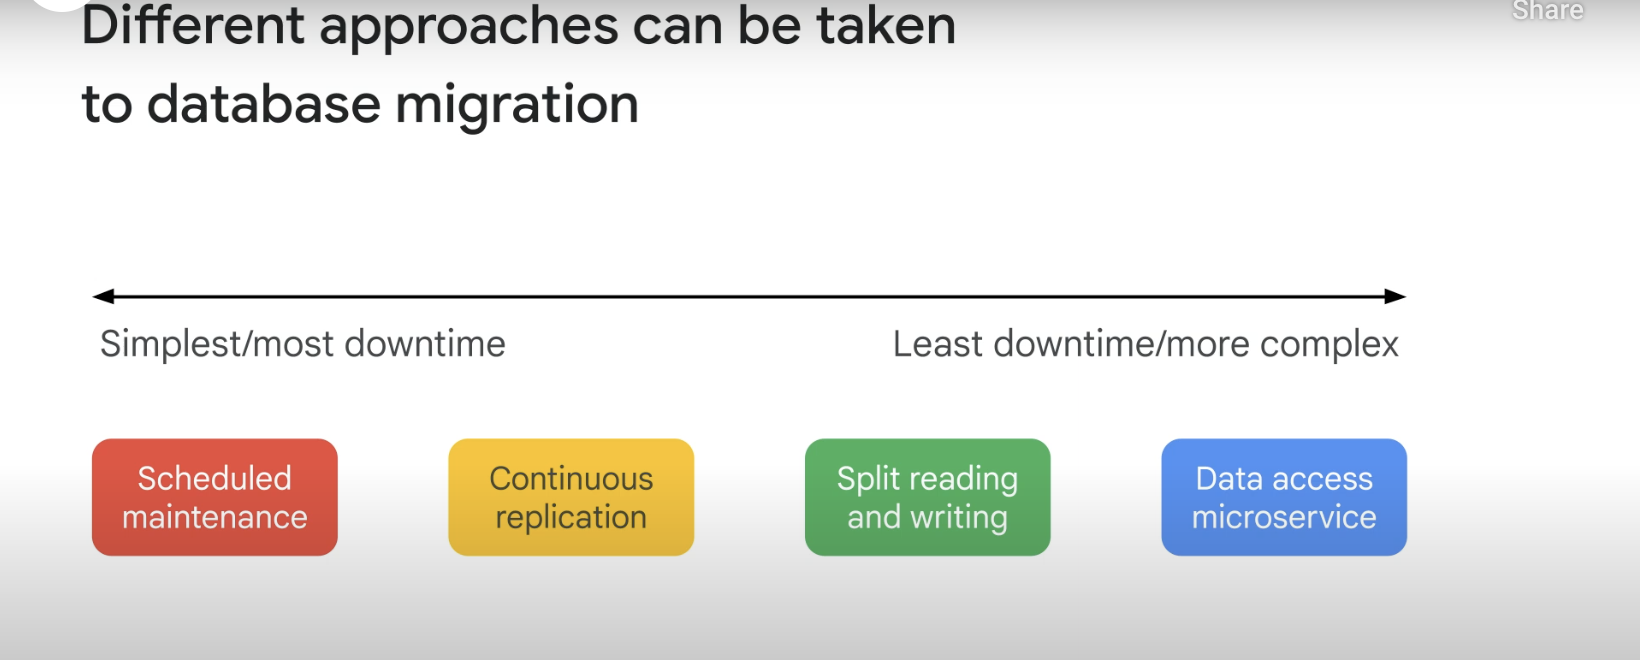 Different approaches can be taken
to database migration
Share
Simplest/most downtime
Least downtime/more complex
Scheduled
maintenance
Continuous
replication
Split reading
and writing
Data access
microservice